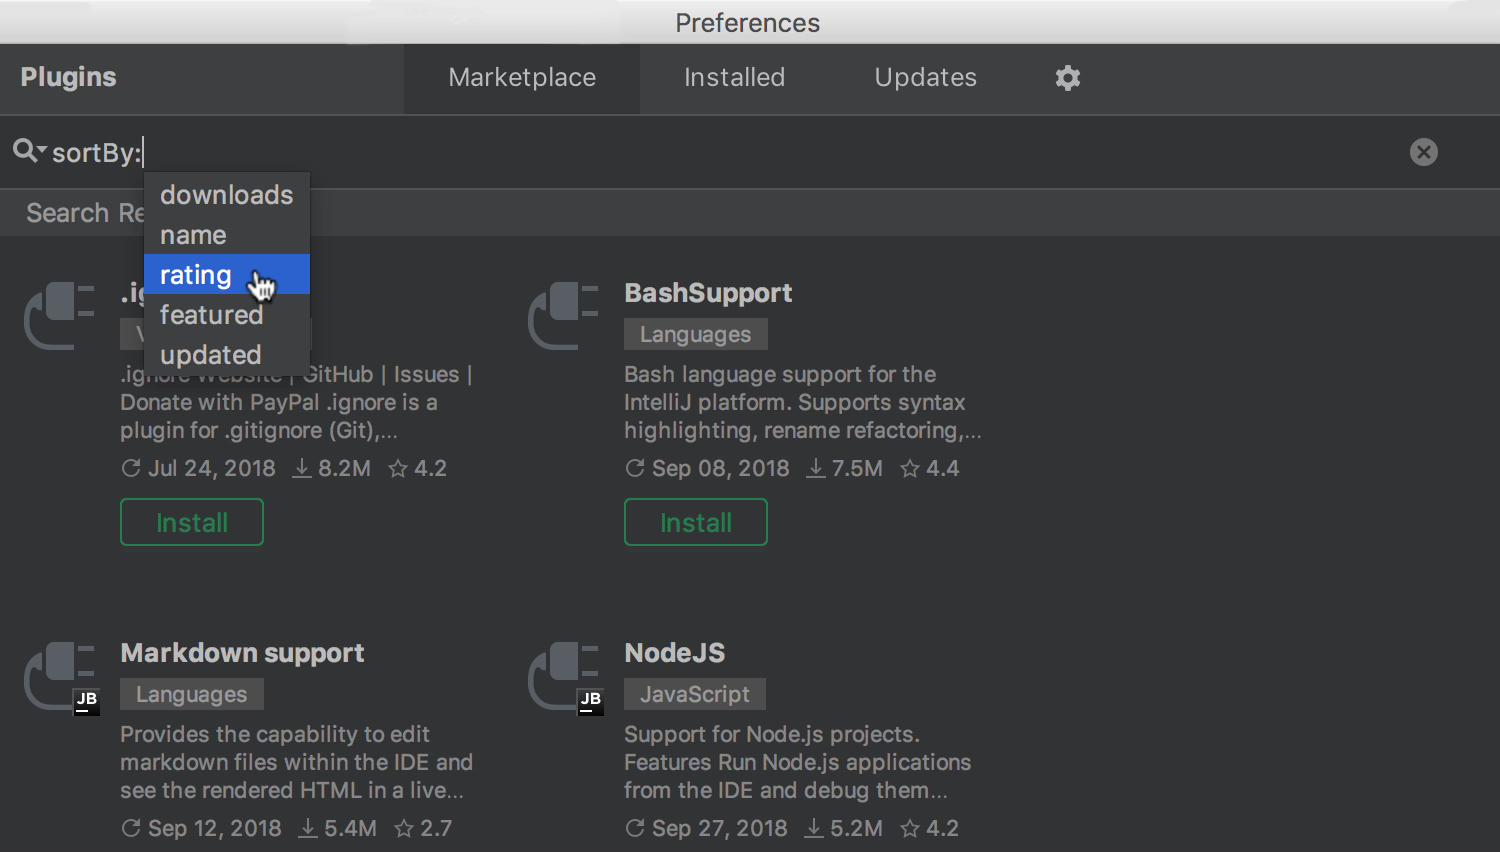 Preferences
Plugins Marketplace Installed Updates
sortBy:
downloads
Search Re
name
rating
featured
updated
BashSupport
Languages
.ignore Website | GitHub | Issues |
Donate with PayPal .ignore is a
plugin for .gitignore (Git),...
Bash language support for the
IntelliJ platform. Supports syntax
highlighting, rename refactoring,...
Jul 24, 2018 8.2M 4.2
Sep 08, 2018 7.5M 4.4
Install
Install
Markdown support
Languages
Provides the capability to edit
markdown files within the IDE and
see the rendered HTML in a live...
Sep 12, 2018 5.4M 2.7
JB
NodeJS
JavaScript
Support for Node.js projects.
Features Run Node.js applications
from the IDE and debug them...
Sep 27, 2018 5.2M 4.2
JB